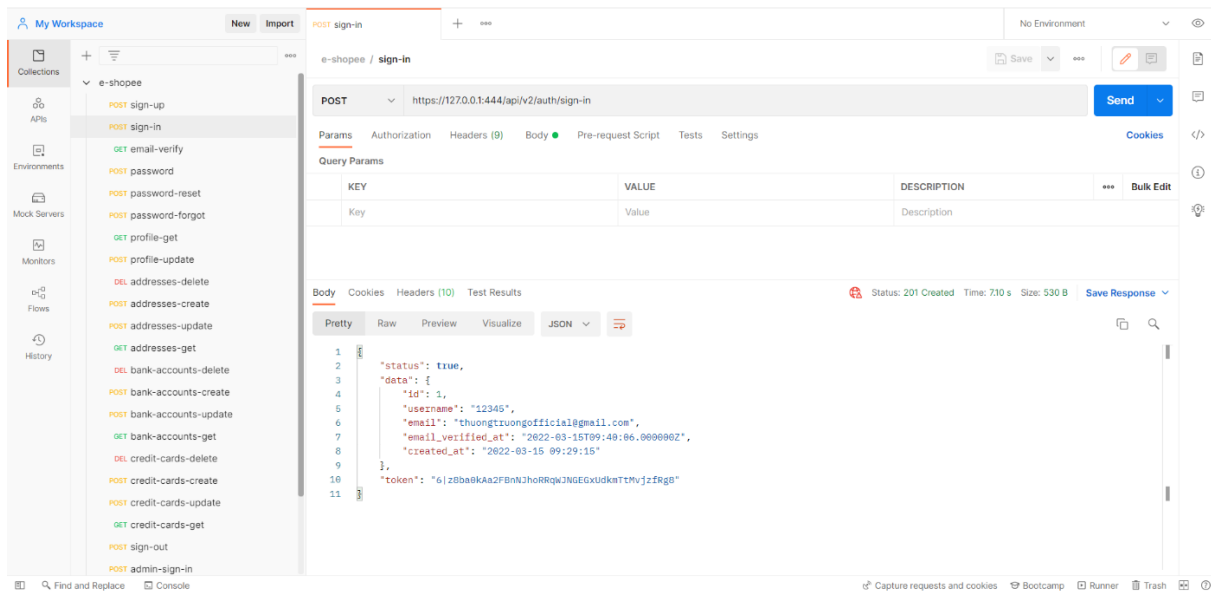 My Workspace New Import POST sign-in No Environment
Collections e-shopee / sign-in Save
e-shopee
POST sign-up POST https://127.0.0.1:444/api/v2/auth/sign-in Send
APIs
POST sign-in Params Authorization Headers (9) Body Pre-request Script Tests Settings Cookies
GET email-verify Query Params
Environments
POST password KEY VALUE DESCRIPTION Bulk Edit
POST password-reset Key Value Description
Mock Servers
POST password-forgot
GET profile-get
Monitors
POST profile-update
DEL addresses-delete Body Cookies Headers (10) Test Results Status: 201 Created Time: 7.10 s Size: 530 B Save Response
Flows
POST addresses-create Pretty Raw Preview Visualize JSON
POST addresses-update
History
GET addresses-get 1 {
DEL bank-accounts-delete 2 "status": true,
3 "data": {
POST bank-accounts-create 4 "id": 1,
5 "username": "12345",
POST bank-accounts-update 6 "email": "thuongtruongofficial@gmail.com",
GET bank-accounts-get 7 "email_verified_at": "2022-03-15T09:40:06.000000Z",
8 "created_at": "2022-03-15 09:29:15"
DEL credit-cards-delete 9 },
POST credit-cards-create 10 "token": "6|z8ba0kAa2FBnNJhoRRqWJNGEGxUdkmTtMvjzfRg8"
11 }
POST credit-cards-update
GET credit-cards-get
POST sign-out
POST admin-sign-in
Find and Replace Console Capture requests and cookies Bootcamp Runner Trash